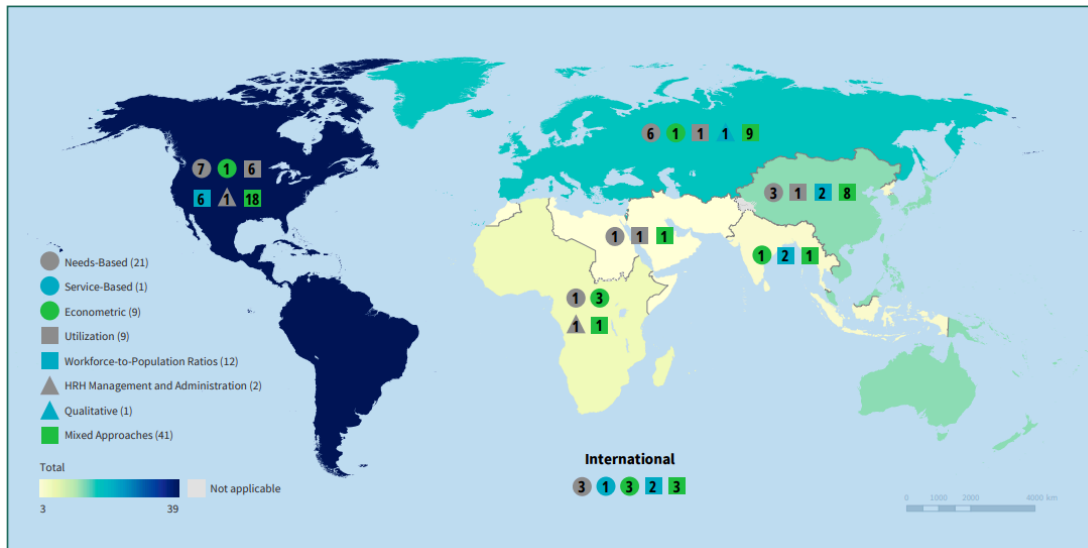 6 1 1 1 9
7 1 6
6 1 18
3 1 2 8
1 1 1
1 2 1
1 3
1 1
Needs-Based (21)
Service-Based (1)
Econometric (9)
Utilization (9)
Workforce-to-Population Ratios (12)
HRH Management and Administration (2)
Qualitative (1)
Mixed Approaches (41)
Total
3 39
Not applicable
International
3 1 3 2 3
0 1000 2000 4000 km